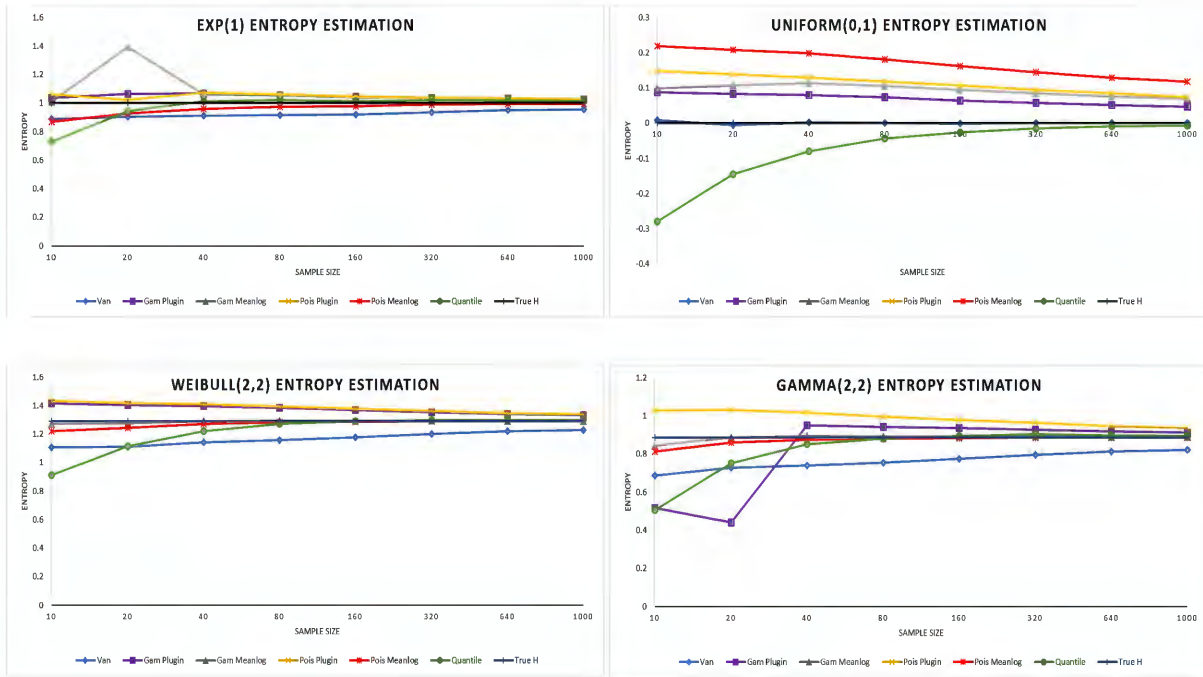 EXP(1) ENTROPY ESTIMATION
1.6
1.4
1.2
1
0.8
0.6
0.4
0.2
0
ENTROPY
10 20 40 80 160 320 640 1000
SAMPLE SIZE
Van Gam Plugin Gam Meanlog Pois Plugin Pois Meanlog Quantile True H
UNIFORM(0,1) ENTROPY ESTIMATION
0.3
0.2
0.1
0
-0.1
-0.2
-0.3
-0.4
ENTROPY
10 20 40 80 160 320 640 1000
SAMPLE SIZE
Van Gam Plugin Gam Meanlog Pois Plugin Pois Meanlog Quantile True H
WEIBULL(2,2) ENTROPY ESTIMATION
1.6
1.4
1.2
1
0.8
0.6
0.4
0.2
0
ENTROPY
10 20 40 80 160 320 640 1000
SAMPLE SIZE
Van Gam Plugin Gam Meanlog Pois Plugin Pois Meanlog Quantile True H
GAMMA(2,2) ENTROPY ESTIMATION
1.2
1
0.8
0.6
0.4
0.2
0
ENTROPY
10 20 40 80 160 320 640 1000
SAMPLE SIZE
Van Gam Plugin Gam Meanlog Pois Plugin Pois Meanlog Quantile True H